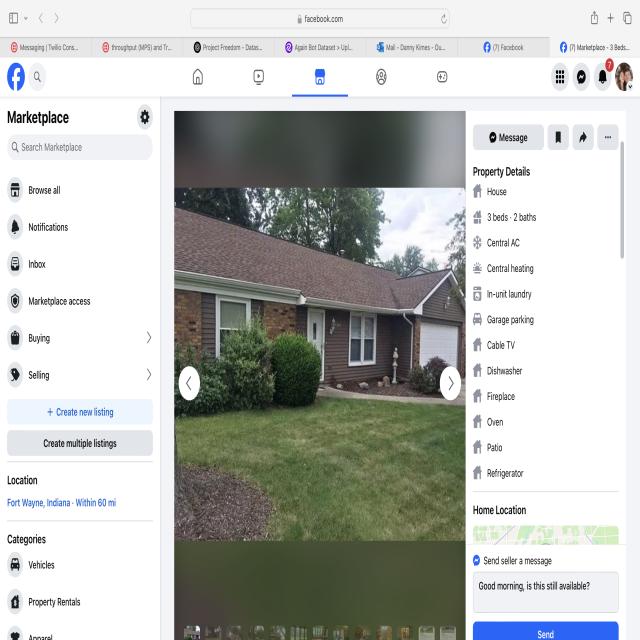 facebook.com
Messaging | Twilio Cons...
throughput (MPS) and Tr...
Project Freedom - Datas...
Again Bot Dataset > Upl...
Mail - Danny Kimes - Ou...
(7) Facebook
(7) Marketplace - 3 Beds...
7
Marketplace
Search Marketplace
Browse all
Notifications
Inbox
Marketplace access
Buying
Selling
+ Create new listing
Create multiple listings
Location
Fort Wayne, Indiana · Within 60 mi
Categories
Vehicles
Property Rentals
Apparel
Message
Property Details
House
3 beds · 2 baths
Central AC
Central heating
In-unit laundry
Garage parking
Cable TV
Dishwasher
Fireplace
Oven
Patio
Refrigerator
Home Location
Send seller a message
Good morning, is this still available?
Send